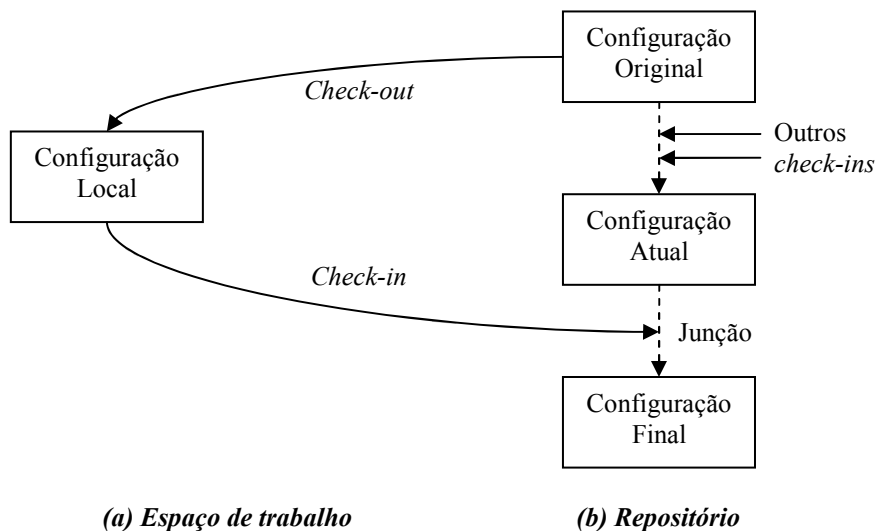 Configuração
Original
Check-out
Outros
check-ins
Configuração
Local
Configuração
Atual
Check-in
Junção
Configuração
Final
(a) Espaço de trabalho
(b) Repositório